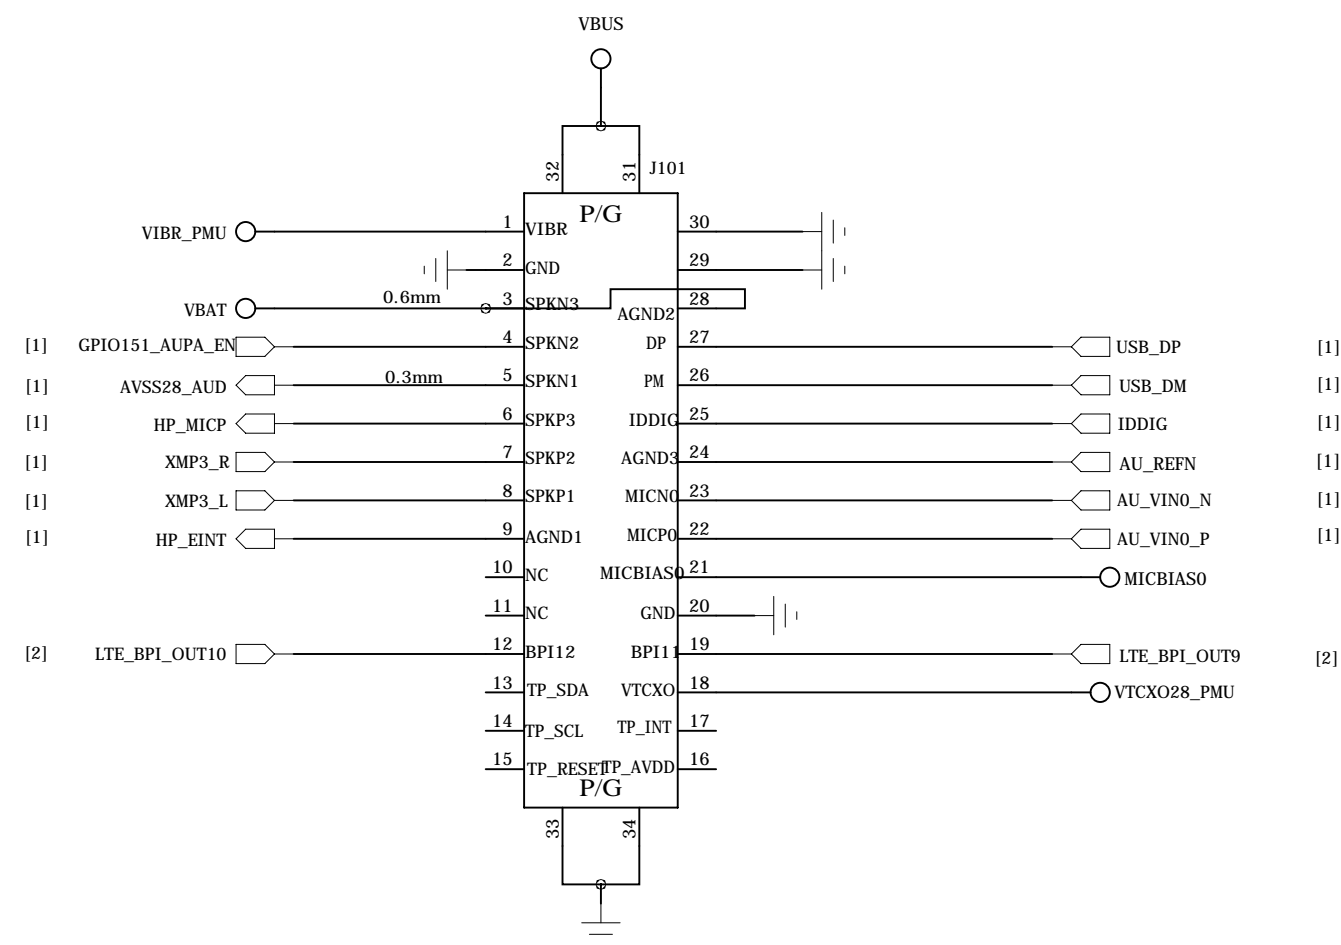 VBUS
32
31
J101
P/G
VIBR_PMU
1
VIBR
30
2
GND
29
VBAT
0.6mm
3
SPKN3
28
AGND2
[1]
GPIO151_AUPA_EN
4
SPKN2
DP
27
USB_DP
[1]
[1]
AVSS28_AUD
0.3mm
5
SPKN1
PM
26
USB_DM
[1]
[1]
HP_MICP
6
SPKP3
IDDIG
25
IDDIG
[1]
[1]
XMP3_R
7
SPKP2
AGND3
24
AU_REFN
[1]
[1]
XMP3_L
8
SPKP1
MICN0
23
AU_VIN0_N
[1]
[1]
HP_EINT
9
AGND1
MICP0
22
AU_VIN0_P
[1]
10
NC
MICBIAS0
21
MICBIAS0
11
NC
GND
20
[2]
LTE_BPI_OUT10
12
BPI12
BPI11
19
LTE_BPI_OUT9
[2]
13
TP_SDA
VTCXO
18
VTCXO28_PMU
14
TP_SCL
TP_INT
17
15
TP_RESET
TP_AVDD
16
P/G
33
34